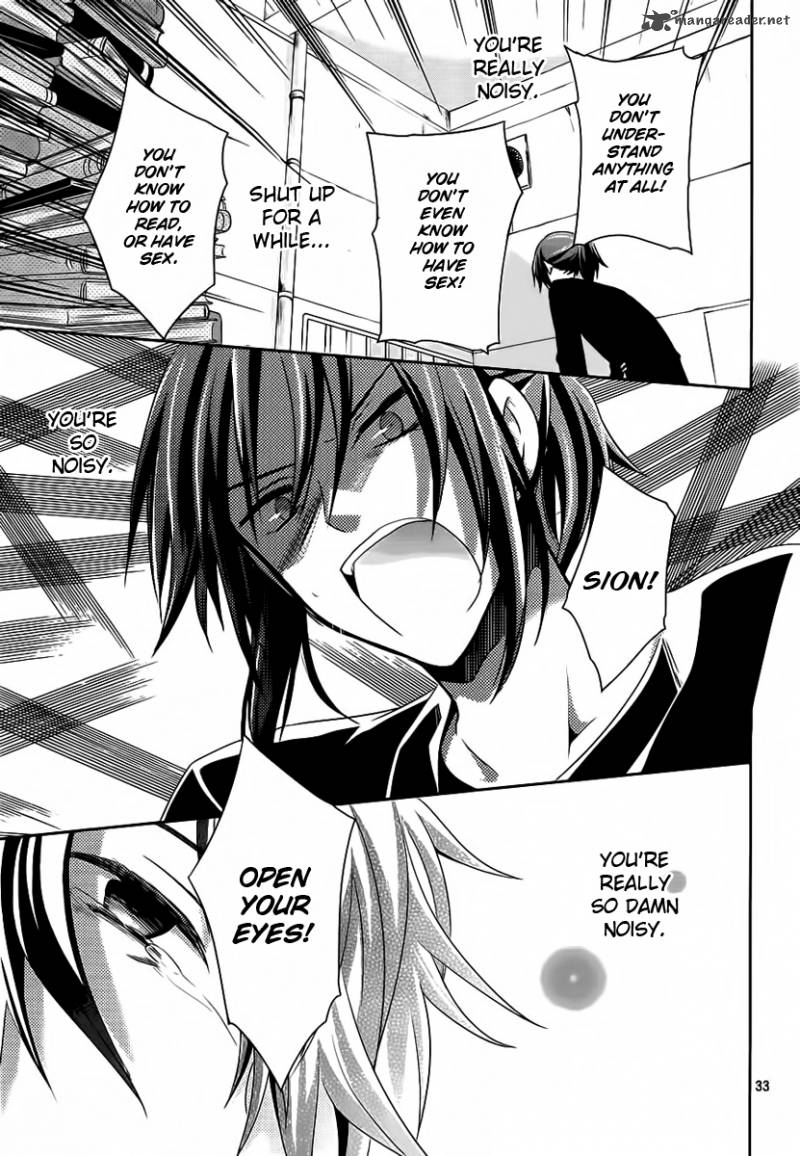 mangareader.net
YOU'RE
REALLY
NOISY.
YOU
DON'T
UNDER-
STAND
ANYTHING
AT ALL!
YOU
DON'T
EVEN
KNOW
HOW TO
HAVE
SEX!
SHUT UP
FOR A
WHILE...
YOU
DON'T
KNOW
HOW TO
READ,
OR HAVE
SEX.
YOU'RE
SO
NOISY.
SION!
OPEN
YOUR
EYES!
YOU'RE
REALLY
SO DAMN
NOISY.
33